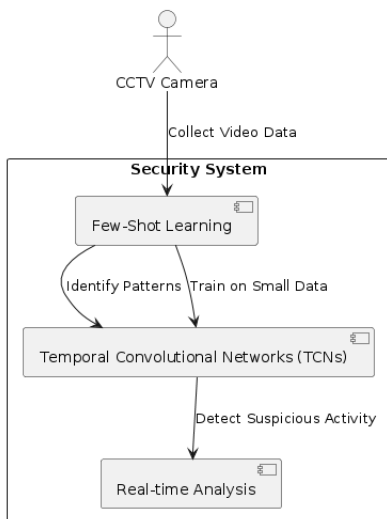 CCTV Camera
Collect Video Data
Security System
Few-Shot Learning
Identify Patterns
Train on Small Data
Temporal Convolutional Networks (TCNs)
Detect Suspicious Activity
Real-time Analysis